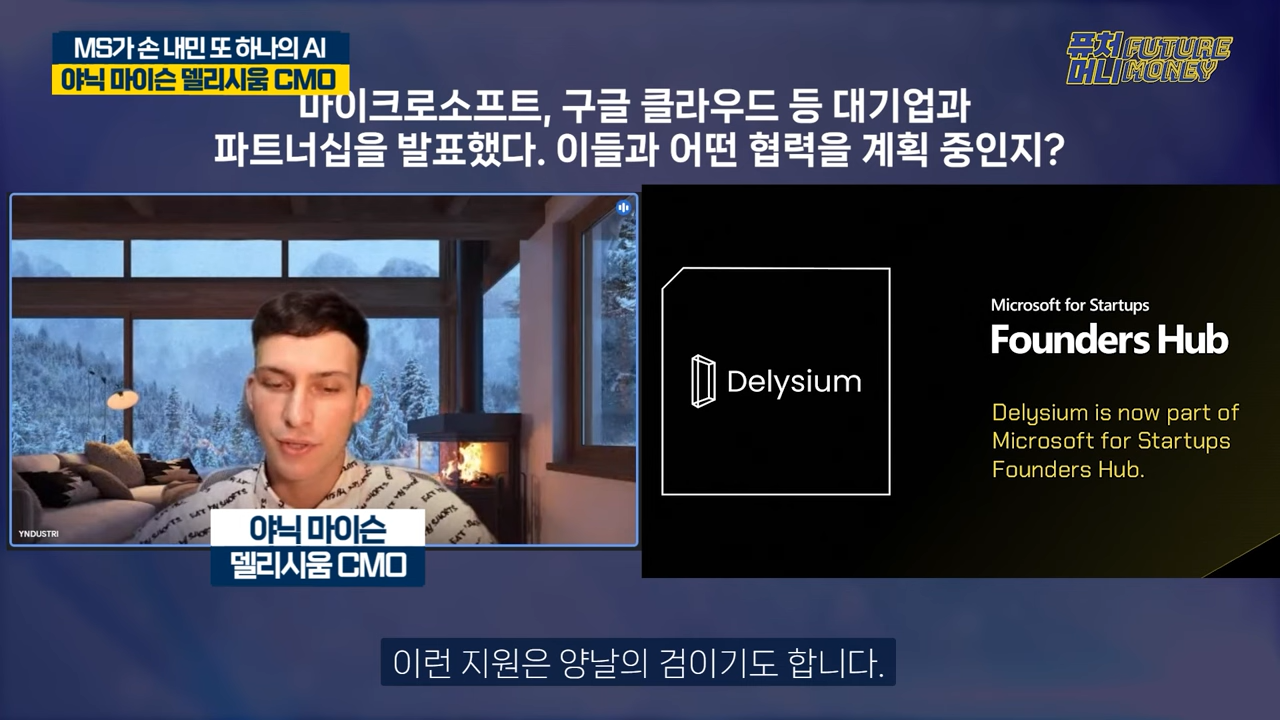 MS가 손 내민 또 하나의 AI
야닉 마이슨 델리시움 CMO
퓨처 FUTURE
머니 MONEY
마이크로소프트, 구글 클라우드 등 대기업과
파트너십을 발표했다. 이들과 어떤 협력을 계획 중인지?
YNDUSTRI
야닉 마이슨
델리시움 CMO
Delysium
Microsoft for Startups
Founders Hub
Delysium is now part of
Microsoft for Startups
Founders Hub.
이런 지원은 양날의 검이기도 합니다.